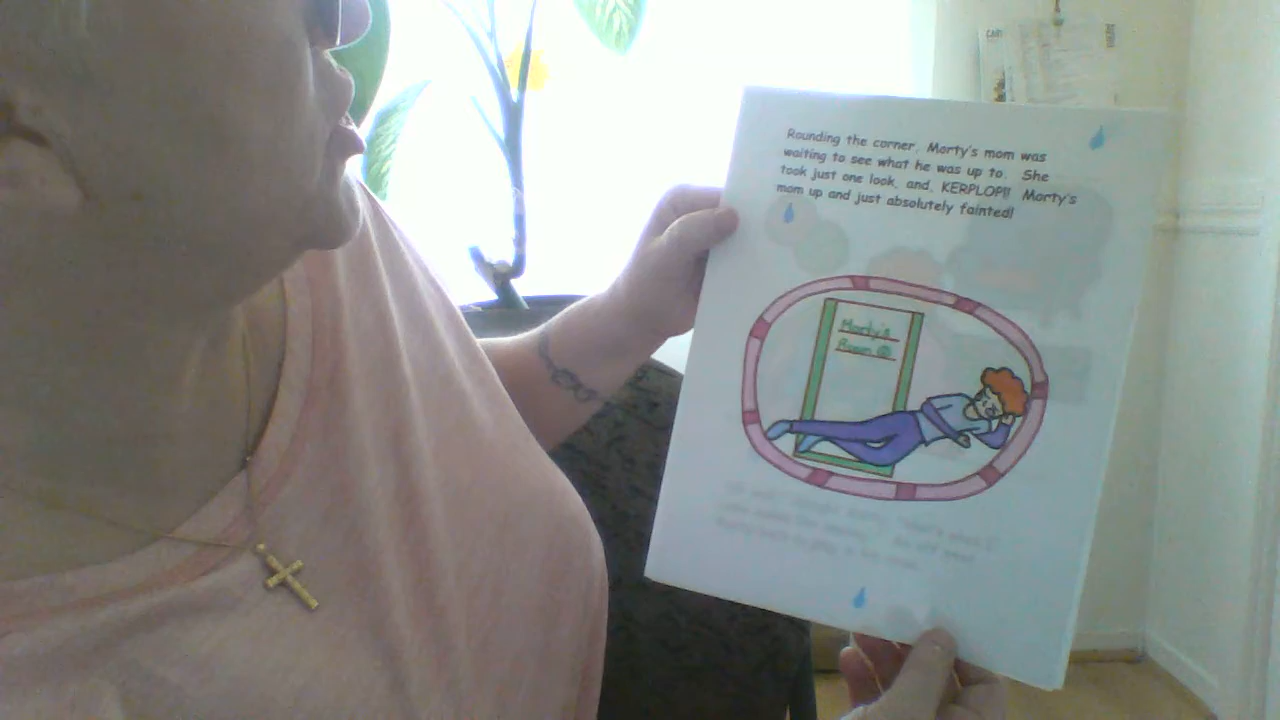 Rounding the corner, Morty's mom was
waiting to see what he was up to. She
took just one look, and, KERPLOP!! Morty's
mom up and just absolutely fainted!
Morty's
Room